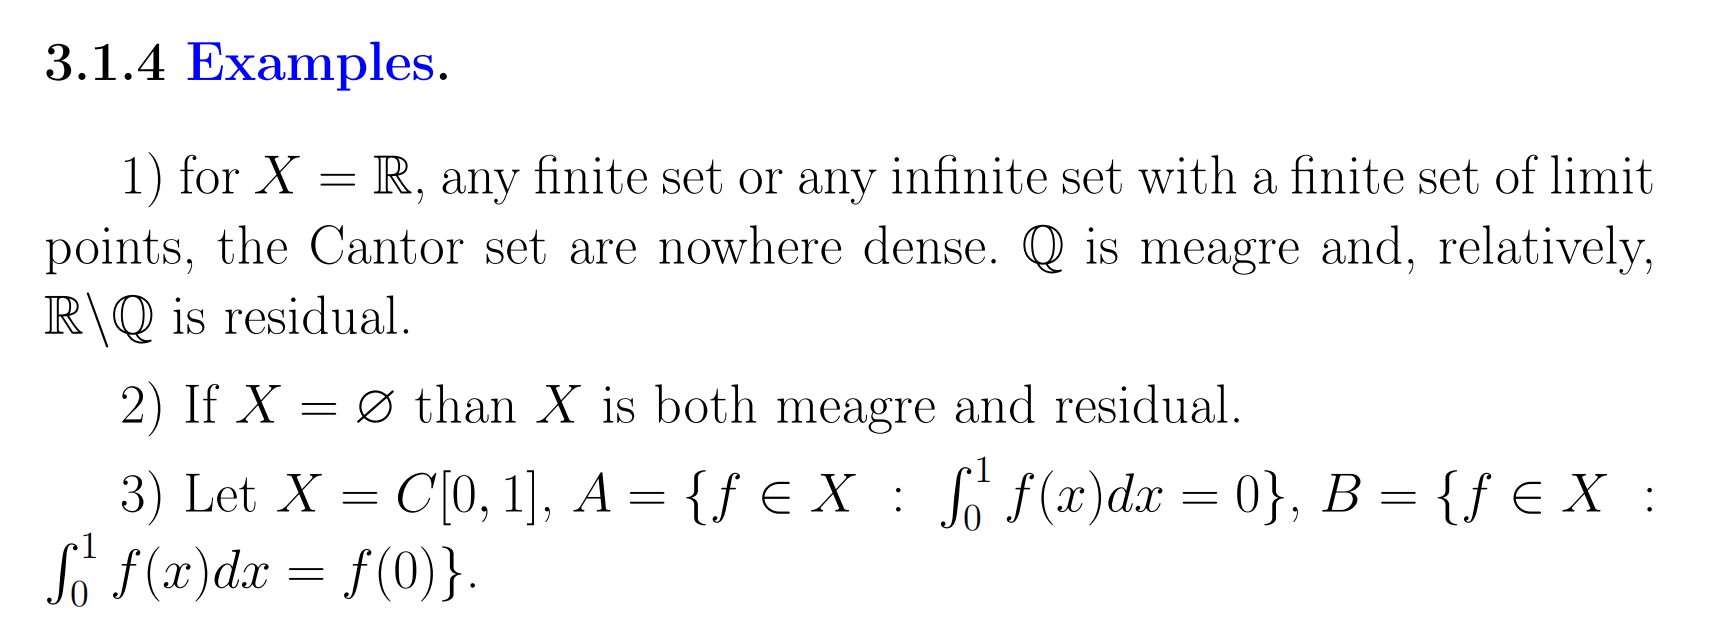 3.1.4 Examples.
1) for X = ℝ, any finite set or any infinite set with a finite set of limit
points, the Cantor set are nowhere dense. ℚ is meagre and, relatively,
ℝ\ℚ is residual.
2) If X = ∅ than X is both meagre and residual.
3) Let X = C[0, 1], A = {f ∈ X : ∫₀¹ f(x)dx = 0}, B = {f ∈ X :
∫₀¹ f(x)dx = f(0)}.